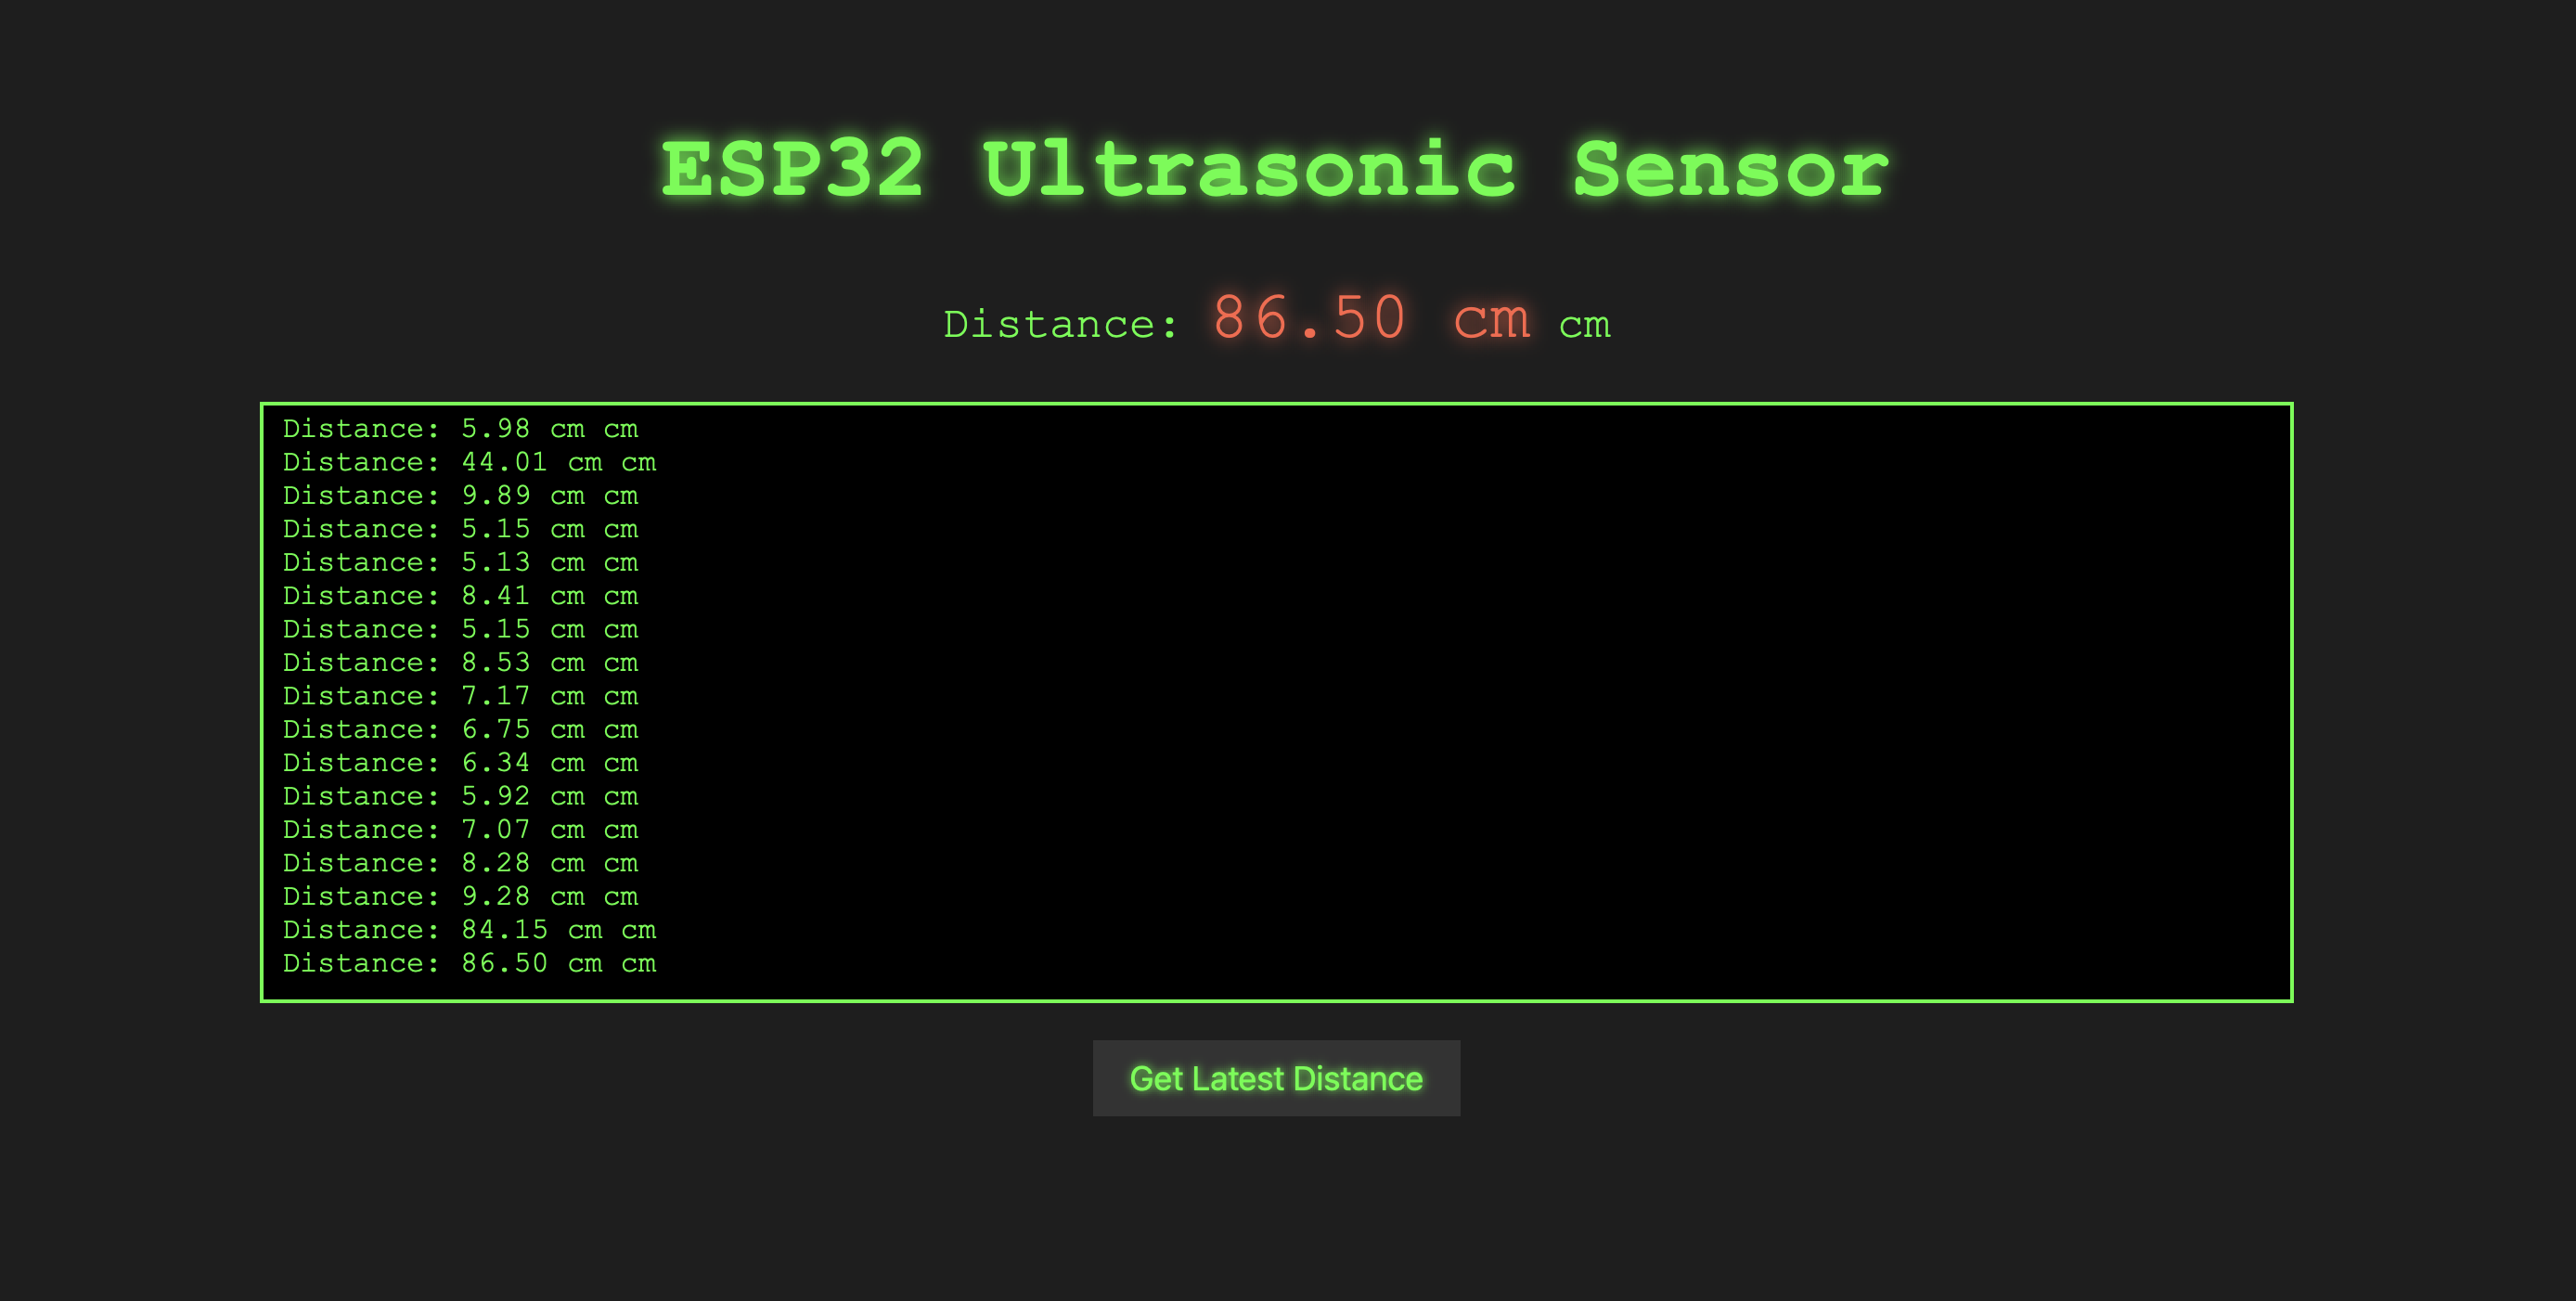 ESP32 Ultrasonic Sensor
Distance: 86.50 cm cm
Distance: 5.98 cm cm
Distance: 44.01 cm cm
Distance: 9.89 cm cm
Distance: 5.15 cm cm
Distance: 5.13 cm cm
Distance: 8.41 cm cm
Distance: 5.15 cm cm
Distance: 8.53 cm cm
Distance: 7.17 cm cm
Distance: 6.75 cm cm
Distance: 6.34 cm cm
Distance: 5.92 cm cm
Distance: 7.07 cm cm
Distance: 8.28 cm cm
Distance: 9.28 cm cm
Distance: 84.15 cm cm
Distance: 86.50 cm cm
Get Latest Distance